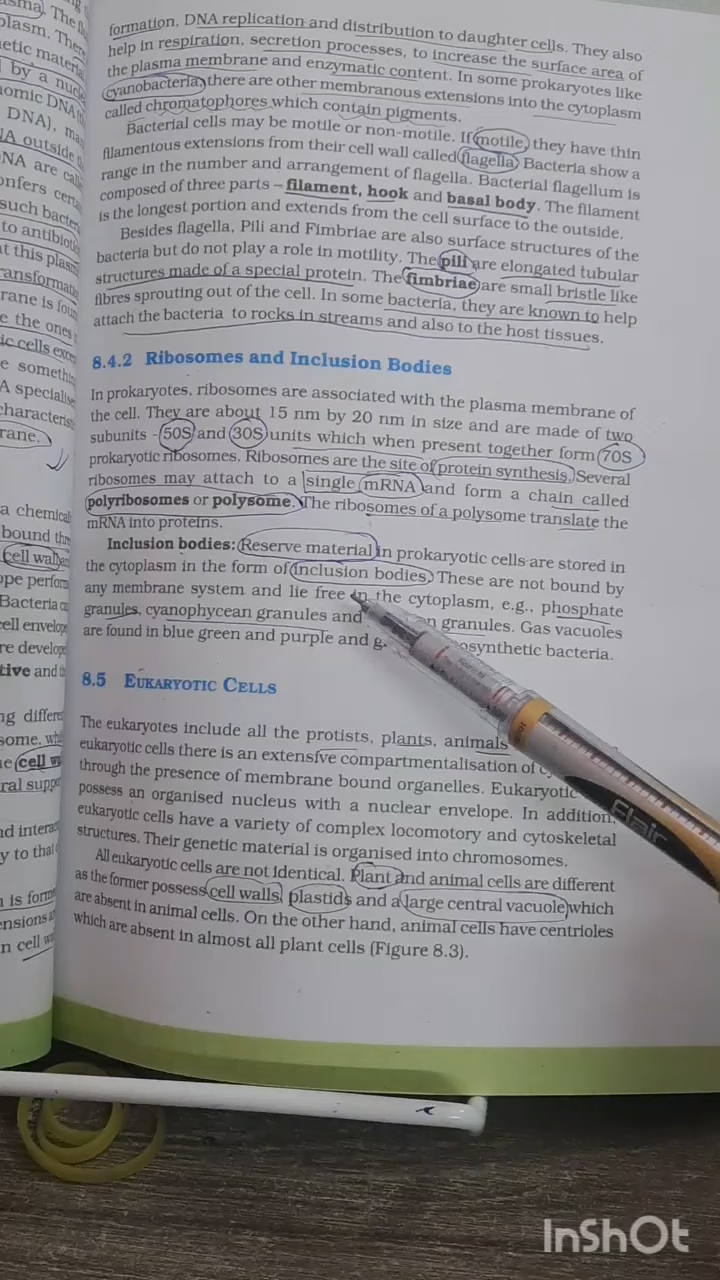 formation, DNA replication and distribution to daughter cells. They also
help in respiration, secretion processes, to increase the surface area of
the plasma membrane and enzymatic content. In some prokaryotes like
cyanobacteria, there are other membranous extensions into the cytoplasm
called chromatophores which contain pigments.
Bacterial cells may be motile or non-motile. If motile, they have thin
filamentous extensions from their cell wall called flagella. Bacteria show a
range in the number and arrangement of flagella. Bacterial flagellum is
composed of three parts – filament, hook and basal body. The filament
is the longest portion and extends from the cell surface to the outside.
Besides flagella, Pili and Fimbriae are also surface structures of the
bacteria but do not play a role in motility. The pili are elongated tubular
structures made of a special protein. The fimbriae are small bristle like
fibres sprouting out of the cell. In some bacteria, they are known to help
attach the bacteria to rocks in streams and also to the host tissues.
8.4.2 Ribosomes and Inclusion Bodies
In prokaryotes, ribosomes are associated with the plasma membrane of
the cell. They are about 15 nm by 20 nm in size and are made of two
subunits - 50S and 30S units which when present together form 70S
prokaryotic ribosomes. Ribosomes are the site of protein synthesis. Several
ribosomes may attach to a single mRNA and form a chain called
polyribosomes or polysome. The ribosomes of a polysome translate the
mRNA into proteins.
Inclusion bodies: Reserve material in prokaryotic cells are stored in
the cytoplasm in the form of inclusion bodies. These are not bound by
any membrane system and lie free in the cytoplasm, e.g., phosphate
granules, cyanophycean granules and granules. Gas vacuoles
are found in blue green and purple and bacteria.
8.5 EUKARYOTIC CELLS
The eukaryotes include all the protists, plants, animals
eukaryotic cells there is an extensive compartmentalisation of
through the presence of membrane bound organelles. Eukaryotic
possess an organised nucleus with a nuclear envelope. In addition,
eukaryotic cells have a variety of complex locomotory and cytoskeletal
structures. Their genetic material is organised into chromosomes.
All eukaryotic cells are not identical. Plant and animal cells are different
as the former possess cell walls, plastids and a large central vacuole which
are absent in animal cells. On the other hand, animal cells have centrioles
which are absent in almost all plant cells (Figure 8.3).
Flair
InShOt